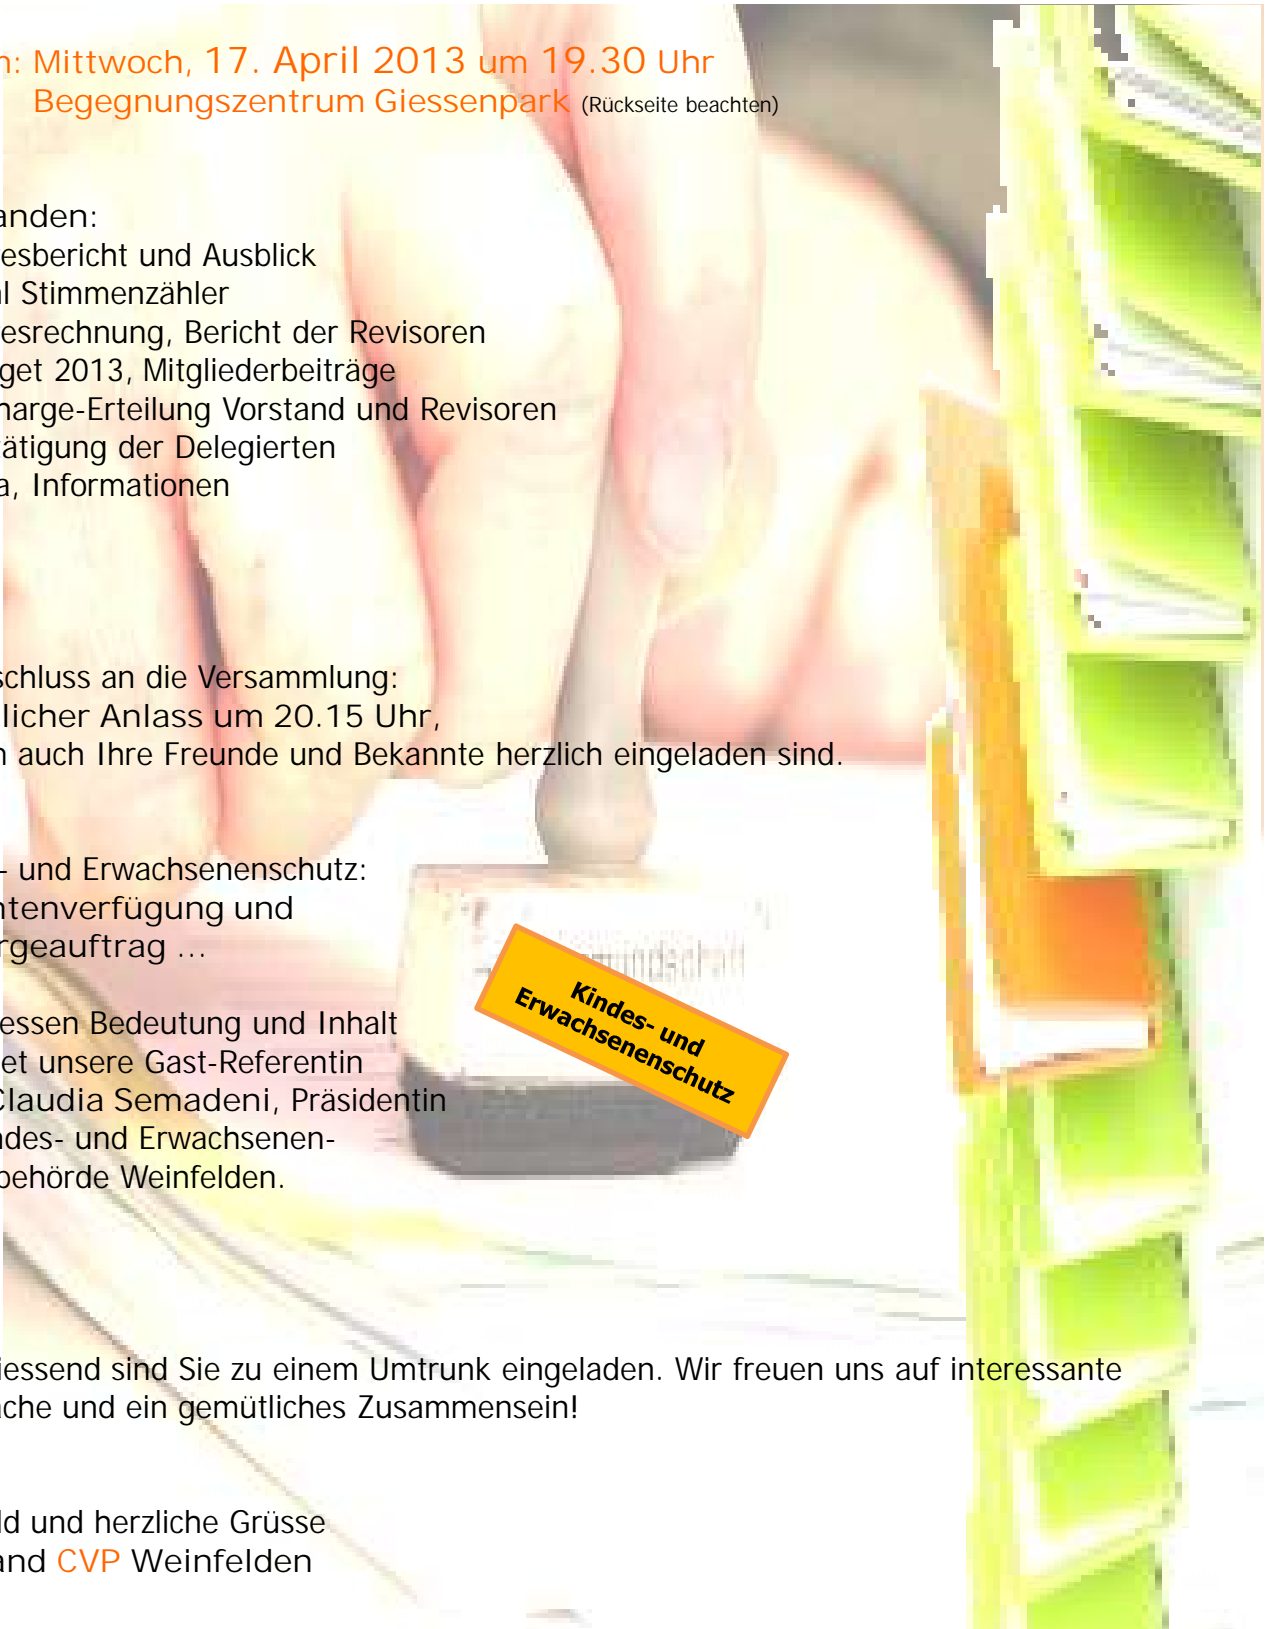 n: Mittwoch, 17. April 2013 um 19.30 Uhr
Begegnungszentrum Giessenpark (Rückseite beachten)
anden:
esbericht und Ausblick
l Stimmenzähler
esrechnung, Bericht der Revisoren
get 2013, Mitgliederbeiträge
harge-Erteilung Vorstand und Revisoren
tätigung der Delegierten
a, Informationen
schluss an die Versammlung:
licher Anlass um 20.15 Uhr,
n auch Ihre Freunde und Bekannte herzlich eingeladen sind.
- und Erwachsenenschutz:
ntenverfügung und
rgeauftrag ...
essen Bedeutung und Inhalt
et unsere Gast-Referentin
Claudia Semadeni, Präsidentin
ndes- und Erwachsenen-
behörde Weinfelden.
Kindes- und
Erwachsenenschutz
iessend sind Sie zu einem Umtrunk eingeladen. Wir freuen uns auf interessante
äche und ein gemütliches Zusammensein!
ld und herzliche Grüsse
and CVP Weinfelden